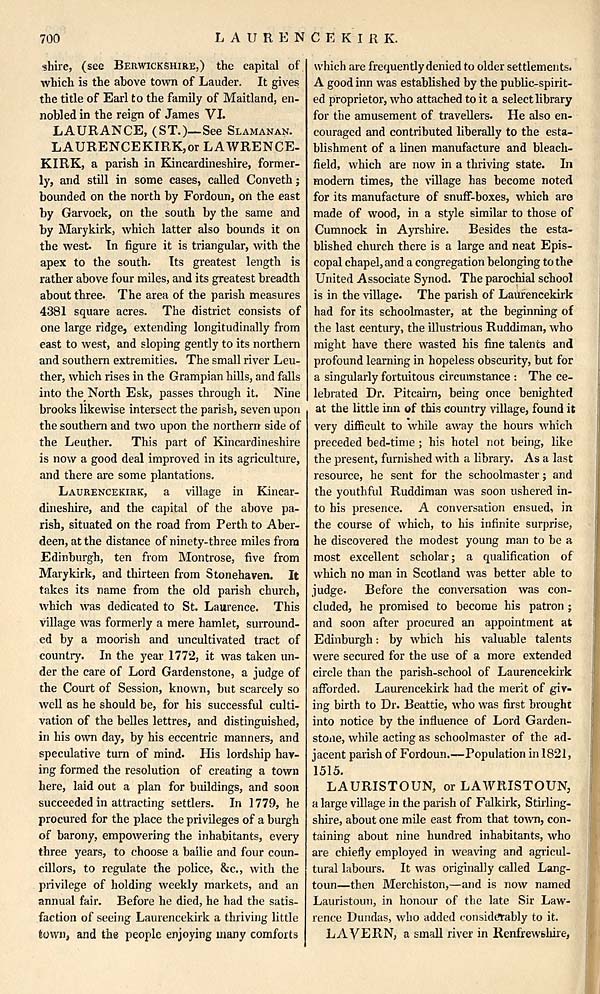 700
LAURENCEKIRK.
shire, (see BERWICKSHIRE,) the capital of
which is the above town of Lauder. It gives
the title of Earl to the family of Maitland, en-
nobled in the reign of James VI.
LAURANCE, (ST.)—See SLAMANAN.
LAURENCEKIRK, or LAWRENCE-
KIRK, a parish in Kincardineshire, former-
ly, and still in some cases, called Conveth;
bounded on the north by Fordoun, on the east
by Garvock, on the south by the same and
by Marykirk, which latter also bounds it on
the west. In figure it is triangular, with the
apex to the south. Its greatest length is
rather above four miles, and its greatest breadth
about three. The area of the parish measures
4381 square acres. The district consists of
one large ridge, extending longitudinally from
east to west, and sloping gently to its northern
and southern extremities. The small river Leu-
ther, which rises in the Grampian hills, and falls
into the North Esk, passes through it. Nine
brooks likewise intersect the parish, seven upon
the southern and two upon the northern side of
the Leuther. This part of Kincardineshire
is now a good deal improved in its agriculture,
and there are some plantations.
LAURENCEKIRK, a village in Kincar-
dineshire, and the capital of the above pa-
rish, situated on the road from Perth to Aber-
deen, at the distance of ninety-three miles from
Edinburgh, ten from Montrose, five from
Marykirk, and thirteen from Stonehaven. It
takes its name from the old parish church,
which was dedicated to St. Laurence. This
village was formerly a mere hamlet, surround-
ed by a moorish and uncultivated tract of
country. In the year 1772, it was taken un-
der the care of Lord Gardenstone, a judge of
the Court of Session, known, but scarcely so
well as he should be, for his successful culti-
vation of the belles lettres, and distinguished,
in his own day, by his eccentric manners, and
speculative turn of mind. His lordship hav-
ing formed the resolution of creating a town
here, laid out a plan for buildings, and soon
succeeded in attracting settlers. In 1779, he
procured for the place the privileges of a burgh
of barony, empowering the inhabitants, every
three years, to choose a bailie and four coun-
cillors, to regulate the police, &c., with the
privilege of holding weekly markets, and an
annual fair. Before he died, he had the satis-
faction of seeing Laurencekirk a thriving little
town, and the people enjoying many comforts
which are frequently denied to older settlements.
A good inn was established by the public-spirit-
ed proprietor, who attached to it a select library
for the amusement of travellers. He also en-
couraged and contributed liberally to the esta-
blishment of a linen manufacture and bleach-
field, which are now in a thriving state. In
modern times, the village has become noted
for its manufacture of snuff-boxes, which are
made of wood, in a style similar to those of
Cumnock in Ayrshire. Besides the esta-
blished church there is a large and neat Epis-
copal chapel, and a congregation belonging to the
United Associate Synod. The parochial school
is in the village. The parish of Laurencekirk
had for its schoolmaster, at the beginning of
the last century, the illustrious Ruddiman, who
might have there wasted his fine talents and
profound learning in hopeless obscurity, but for
a singularly fortuitous circumstance: The ce-
lebrated Dr. Pitcairn, being once benighted
at the little inn of this country village, found it
very difficult to while away the hours which
preceded bed-time; his hotel not being, like
the present, furnished with a library. As a last
resource, he sent for the schoolmaster; and
the youthful Ruddiman was soon ushered in-
to his presence. A conversation ensued, in
the course of which, to his infinite surprise,
he discovered the modest young man to be a
most excellent scholar; a qualification of
which no man in Scotland was better able to
judge. Before the conversation was con-
cluded, he promised to become his patron;
and soon after procured an appointment at
Edinburgh: by which his valuable talents
were secured for the use of a more extended
circle than the parish-school of Laurencekirk
afforded. Laurencekirk had the merit of giv-
ing birth to Dr. Beattie, who was first brought
into notice by the influence of Lord Garden-
stone, while acting as schoolmaster of the ad-
jacent parish of Fordoun.—Population in 1821,
1515.
LAURISTOUN, or LAWRISTOUN,
a large village in the parish of Falkirk, Stirling-
shire, about one mile east from that town, con-
taining about nine hundred inhabitants, who
are chiefly employed in weaving and agricul-
tural labours. It was originally called Lang-
toun—then Merchiston,—and is now named
Lauristoun, in honour of the late Sir Law-
rence Dundas, who added considerably to it.
LAVERN, a small river in Renfrewshire,